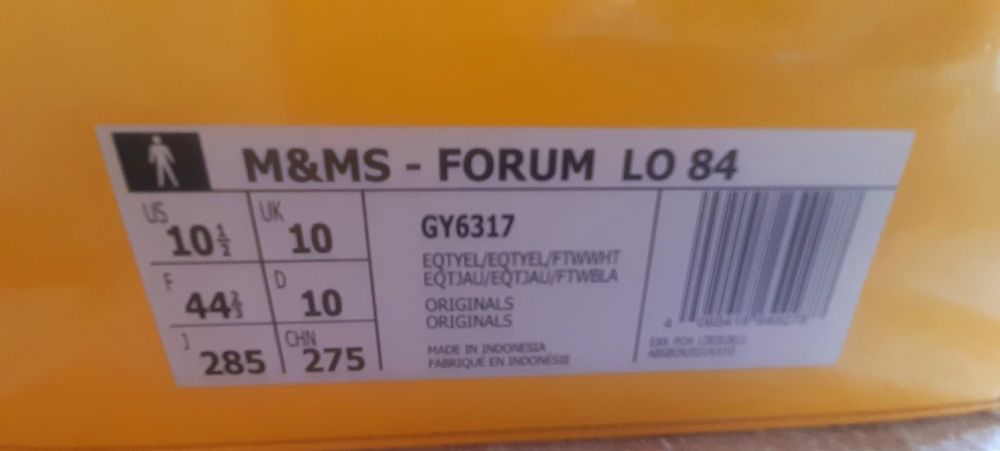 M&MS - FORUM LO 84
US 10½ UK 10
F 44⅔ D 10
J 285 CHN 275
GY6317
EQTYEL/EQTYEL/FTWWHT
EQTJAU/EQTJAU/FTWBLA
ORIGINALS
ORIGINALS
MADE IN INDONESIA
FABRIQUÉ EN INDONÉSIE